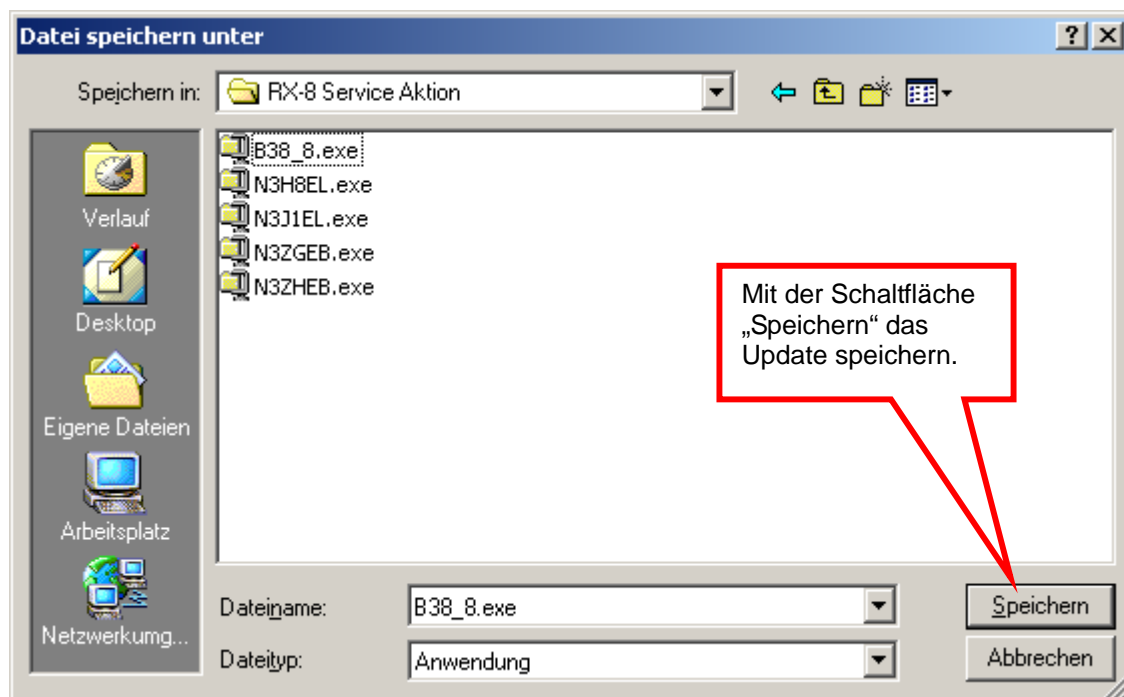 Datei speichern unter
Speichern in:
RX-8 Service Aktion
B38_8.exe
N3H8EL.exe
N3J1EL.exe
N3ZGEB.exe
N3ZHEB.exe
Verlauf
Desktop
Eigene Dateien
Arbeitsplatz
Netzwerkumg...
Mit der Schaltfläche
„Speichern“ das
Update speichern.
Dateiname:
B38_8.exe
Speichern
Dateityp:
Anwendung
Abbrechen